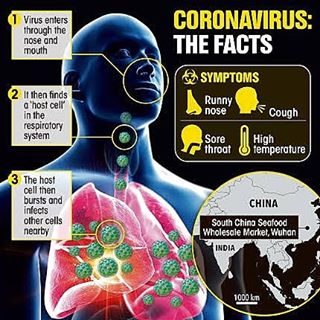 CORONAVIRUS:
THE FACTS
1 Virus enters
through the
nose and
mouth
2 It then finds
a 'host cell' in
the respiratory
system
3 The host
cell then
bursts and
infects
other cells
nearby
SYMPTOMS
Runny
nose
Cough
Sore
throat
High
temperature
CHINA
South China Seafood
Wholesale Market, Wuhan
INDIA
1000 km